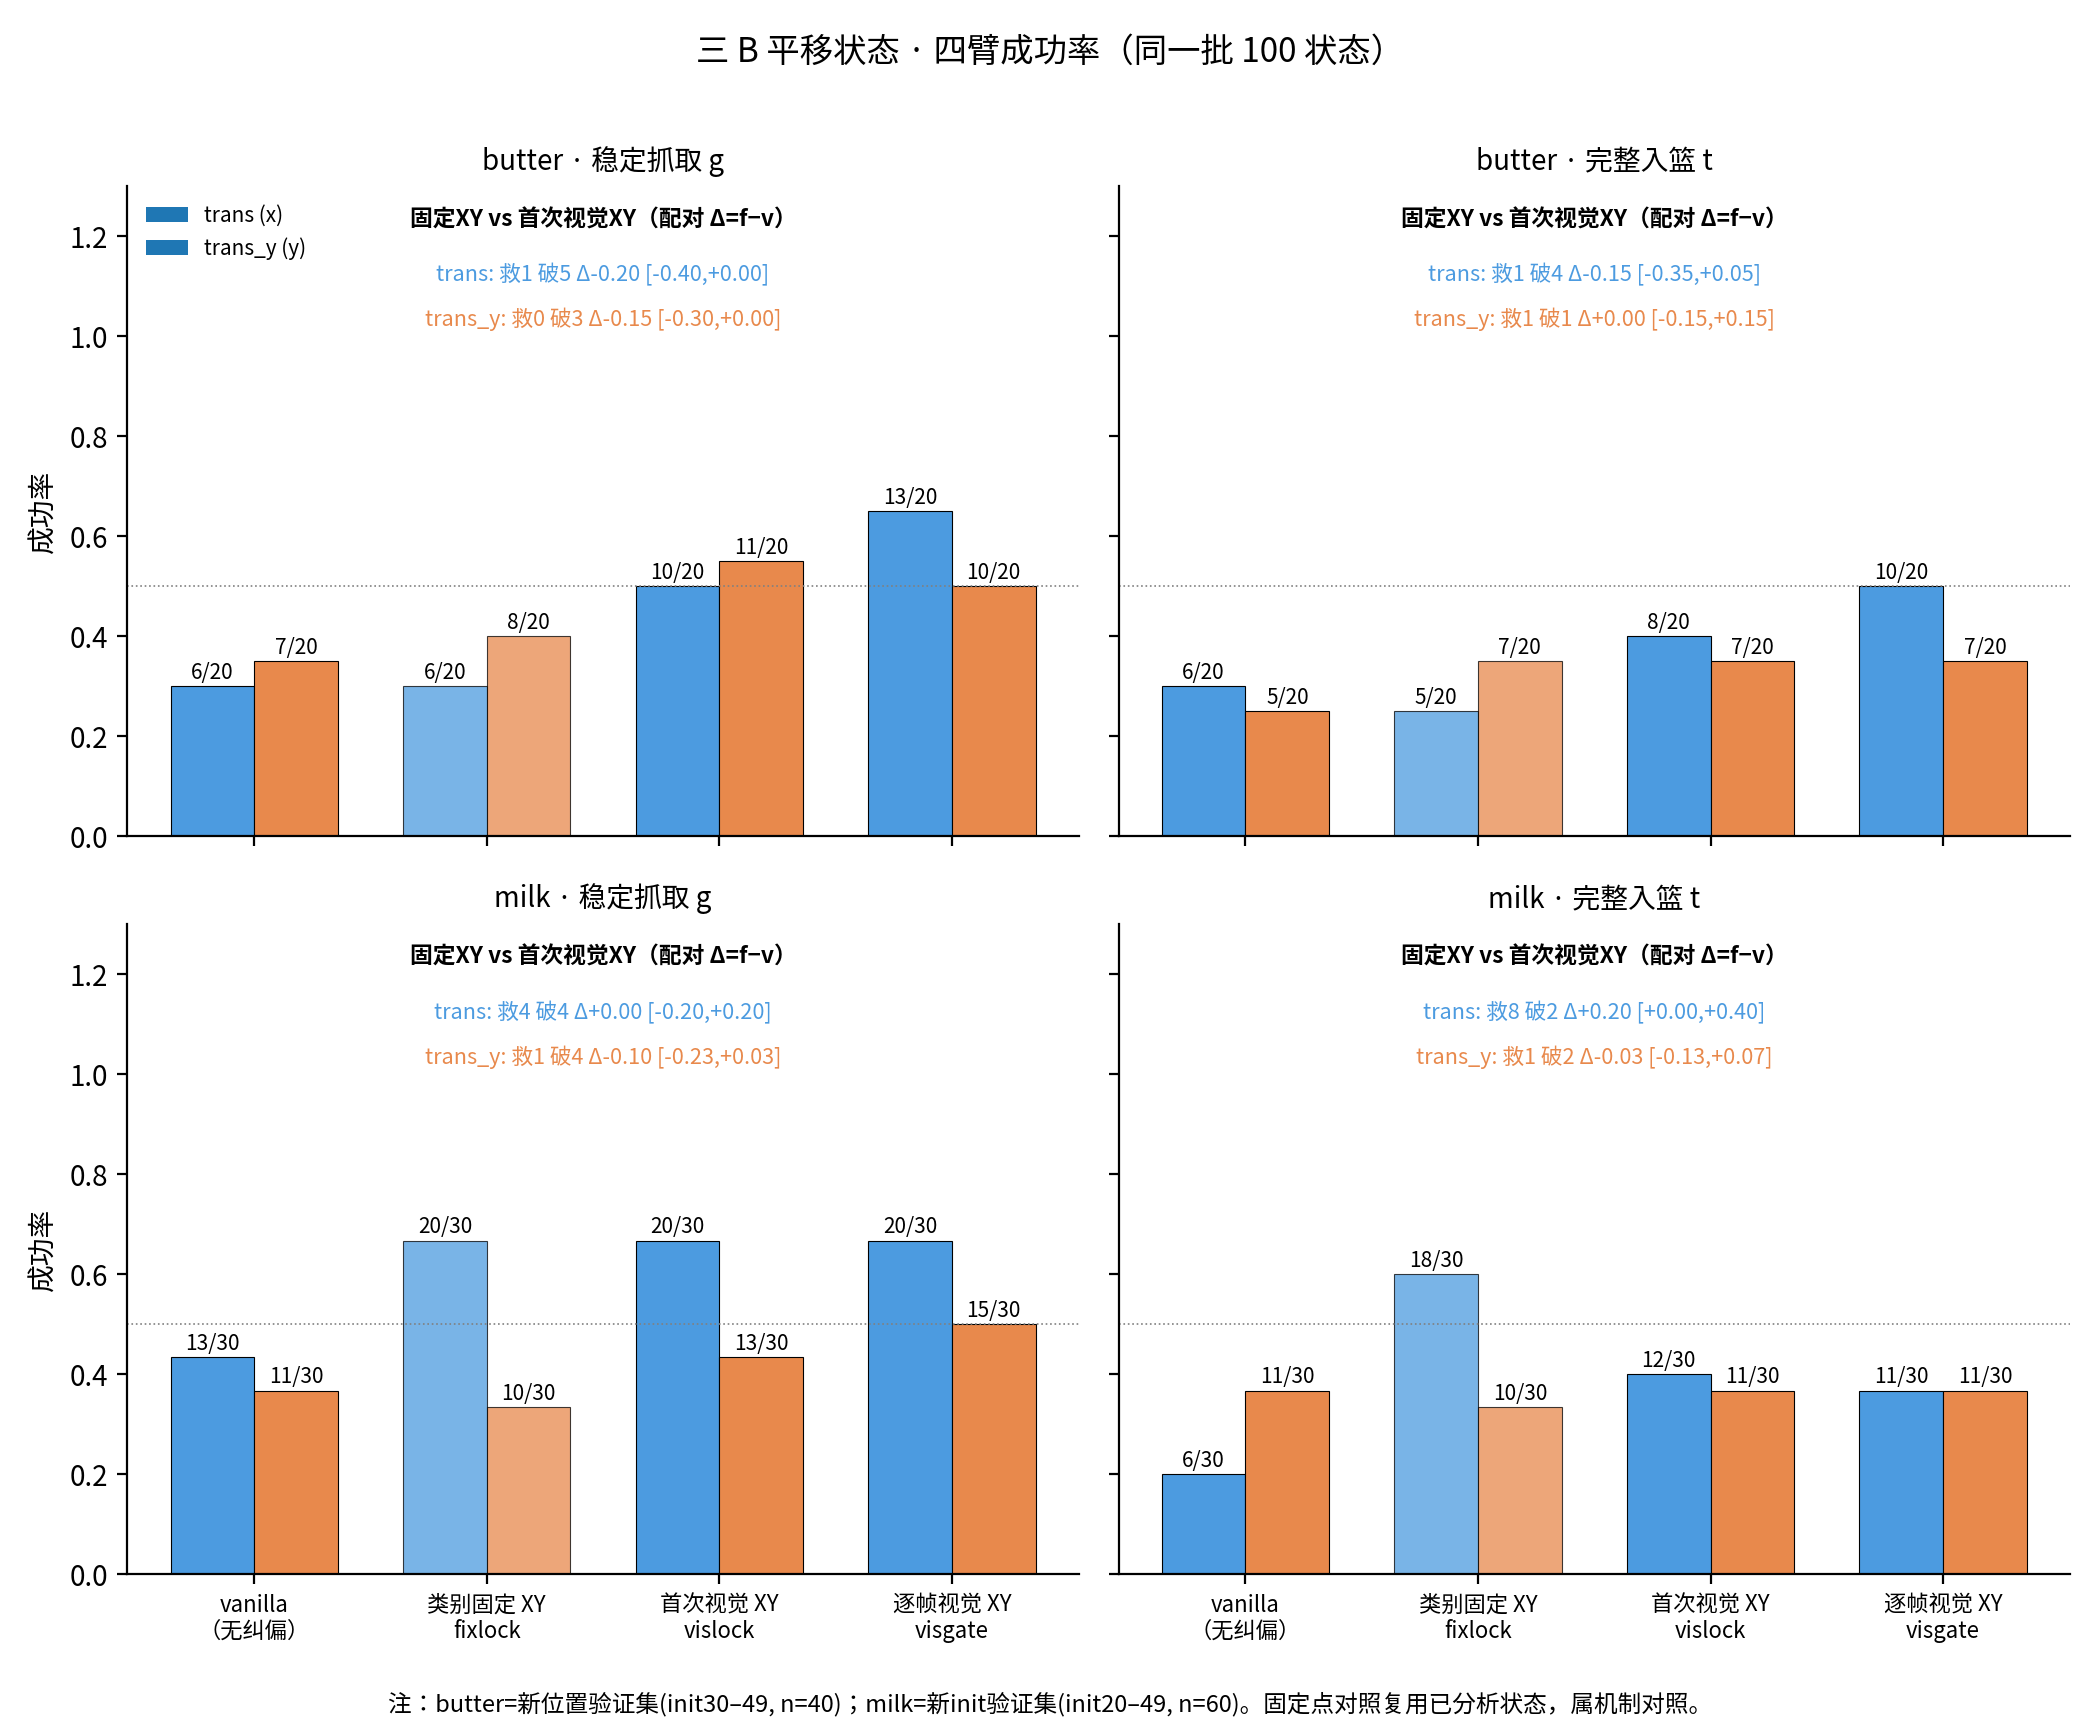 三 B 平移状态 · 四臂成功率（同一批 100 状态）
butter · 稳定抓取 g
trans (x)
trans_y (y)
固定XY vs 首次视觉XY（配对 Δ=f−v）
trans: 救1 破5 Δ-0.20 [-0.40,+0.00]
trans_y: 救0 破3 Δ-0.15 [-0.30,+0.00]
成功率
1.2
1.0
0.8
0.6
0.4
0.2
0.0
6/20
7/20
6/20
8/20
10/20
11/20
13/20
10/20
butter · 完整入篮 t
固定XY vs 首次视觉XY（配对 Δ=f−v）
trans: 救1 破4 Δ-0.15 [-0.35,+0.05]
trans_y: 救1 破1 Δ+0.00 [-0.15,+0.15]
6/20
5/20
5/20
7/20
8/20
7/20
10/20
7/20
milk · 稳定抓取 g
固定XY vs 首次视觉XY（配对 Δ=f−v）
trans: 救4 破4 Δ+0.00 [-0.20,+0.20]
trans_y: 救1 破4 Δ-0.10 [-0.23,+0.03]
成功率
1.2
1.0
0.8
0.6
0.4
0.2
0.0
13/30
11/30
20/30
10/30
20/30
13/30
20/30
15/30
vanilla
（无纠偏）
类别固定 XY
fixlock
首次视觉 XY
vislock
逐帧视觉 XY
visgate
milk · 完整入篮 t
固定XY vs 首次视觉XY（配对 Δ=f−v）
trans: 救8 破2 Δ+0.20 [+0.00,+0.40]
trans_y: 救1 破2 Δ-0.03 [-0.13,+0.07]
6/30
11/30
18/30
10/30
12/30
11/30
11/30
11/30
vanilla
（无纠偏）
类别固定 XY
fixlock
首次视觉 XY
vislock
逐帧视觉 XY
visgate
注：butter=新位置验证集(init30–49, n=40)；milk=新init验证集(init20–49, n=60)。固定点对照复用已分析状态，属机制对照。